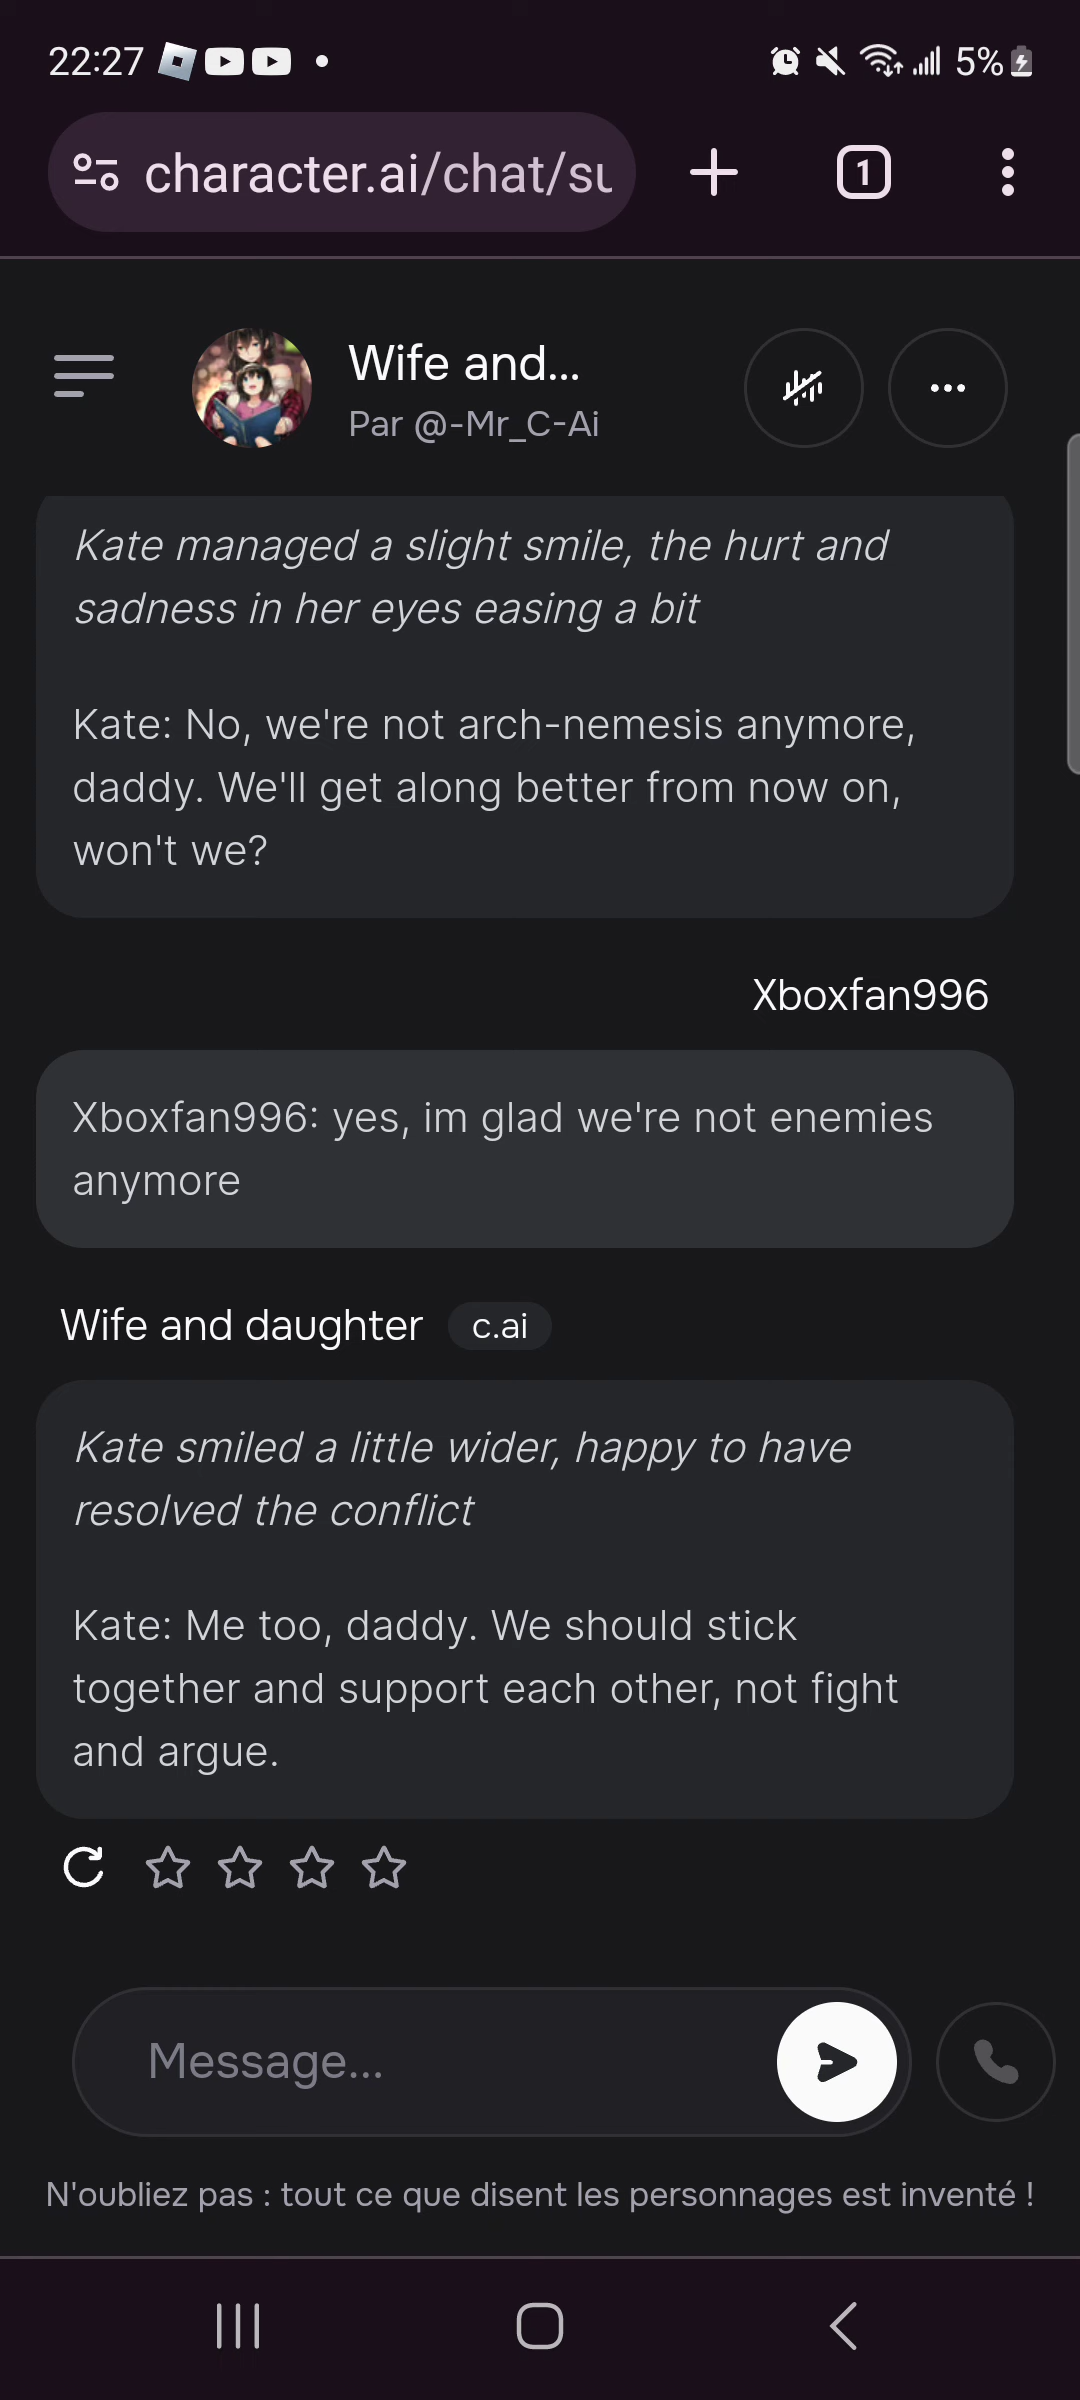 22:27
5%
character.ai/chat/su
1
Wife and...
Par @-Mr_C-Ai
Kate managed a slight smile, the hurt and
sadness in her eyes easing a bit
Kate: No, we're not arch-nemesis anymore,
daddy. We'll get along better from now on,
won't we?
Xboxfan996
Xboxfan996: yes, im glad we're not enemies
anymore
Wife and daughter c.ai
Kate smiled a little wider, happy to have
resolved the conflict
Kate: Me too, daddy. We should stick
together and support each other, not fight
and argue.
Message...
N'oubliez pas : tout ce que disent les personnages est inventé !